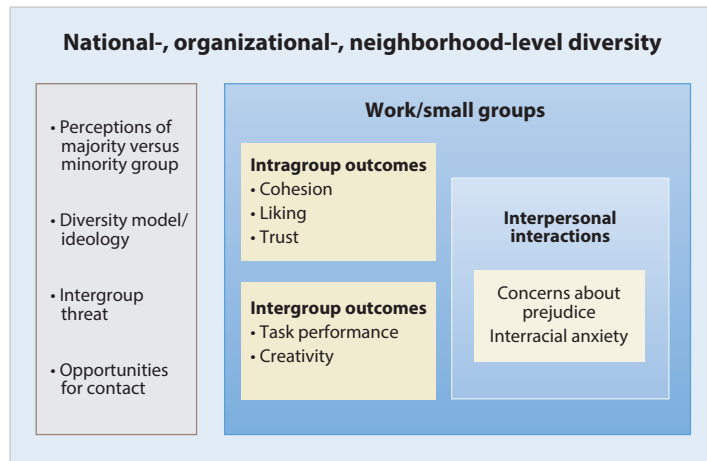 National-, organizational-, neighborhood-level diversity
• Perceptions of
majority versus
minority group
• Diversity model/
ideology
• Intergroup
threat
• Opportunities
for contact
Work/small groups
Intragroup outcomes
• Cohesion
• Liking
• Trust
Intergroup outcomes
• Task performance
• Creativity
Interpersonal
interactions
Concerns about
prejudice
Interracial anxiety